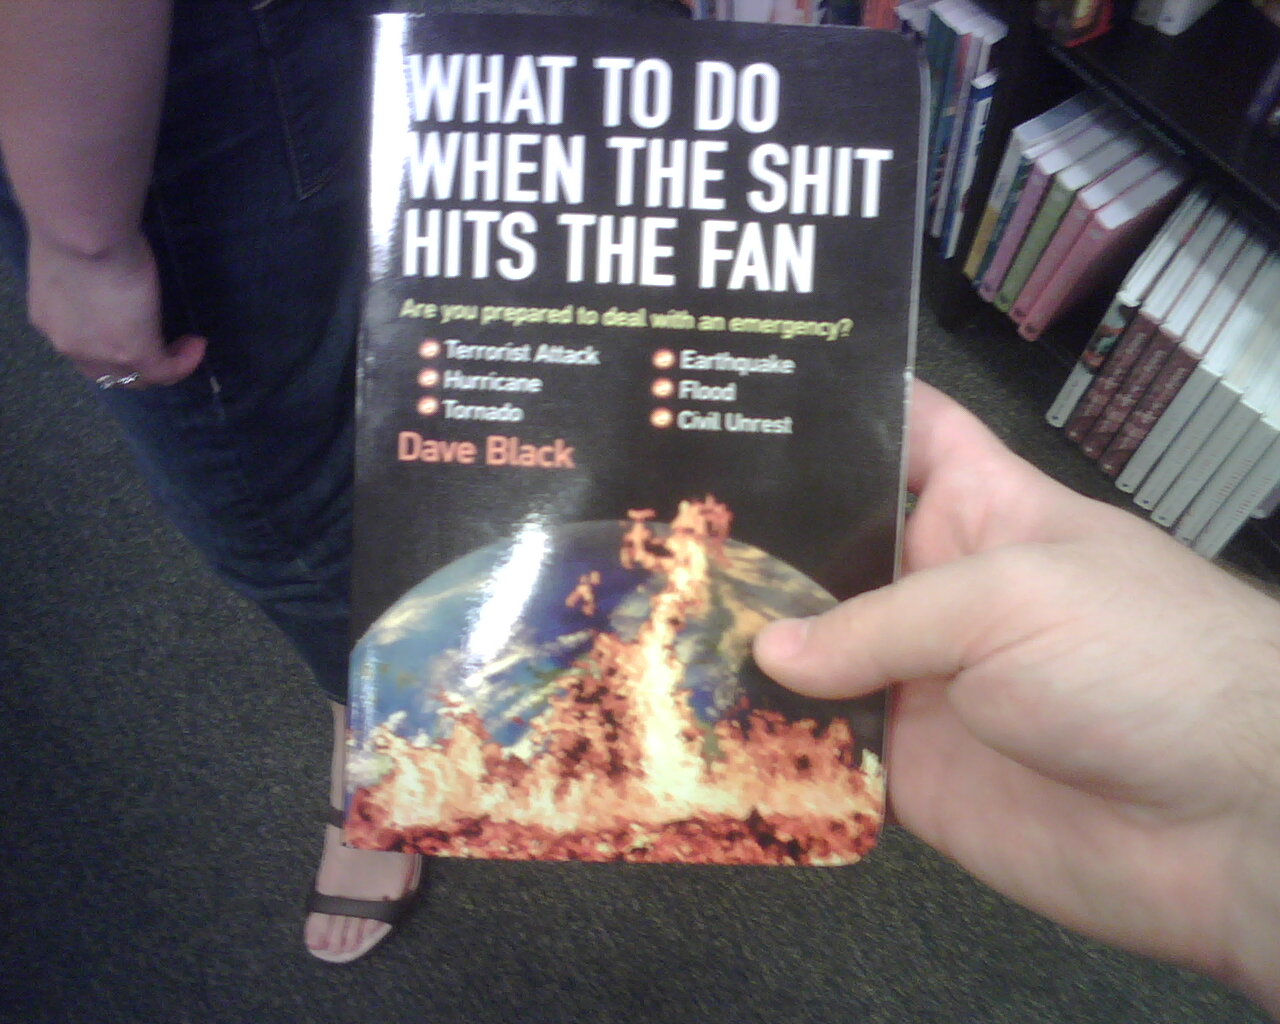 WHAT TO DO
WHEN THE SHIT
HITS THE FAN
Are you prepared to deal with an emergency?
Terrorist Attack
Hurricane
Tornado
Earthquake
Flood
Civil Unrest
Dave Black